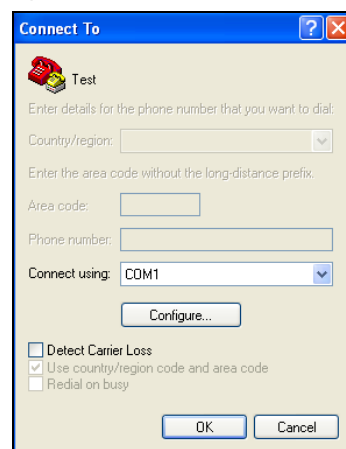 Connect To
Test
Enter details for the phone number that you want to dial:
Country/region:
Enter the area code without the long-distance prefix.
Area code:
Phone number:
Connect using: COM1
Configure...
Detect Carrier Loss
Use country/region code and area code
Redial on busy
OK Cancel